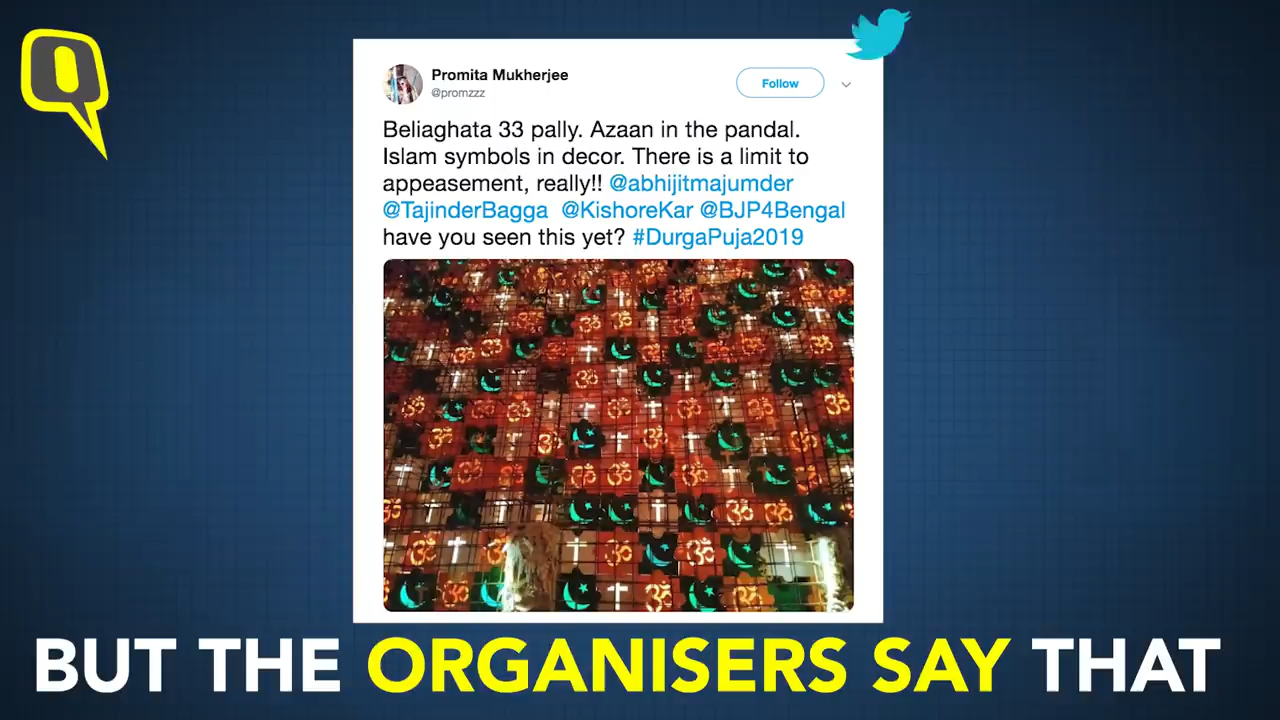 Promita Mukherjee
@promzzz
Follow
Beliaghata 33 pally. Azaan in the pandal.
Islam symbols in decor. There is a limit to
appeasement, really!! @abhijitmajumder
@TajinderBagga @KishoreKar @BJP4Bengal
have you seen this yet? #DurgaPuja2019
BUT THE ORGANISERS SAY THAT